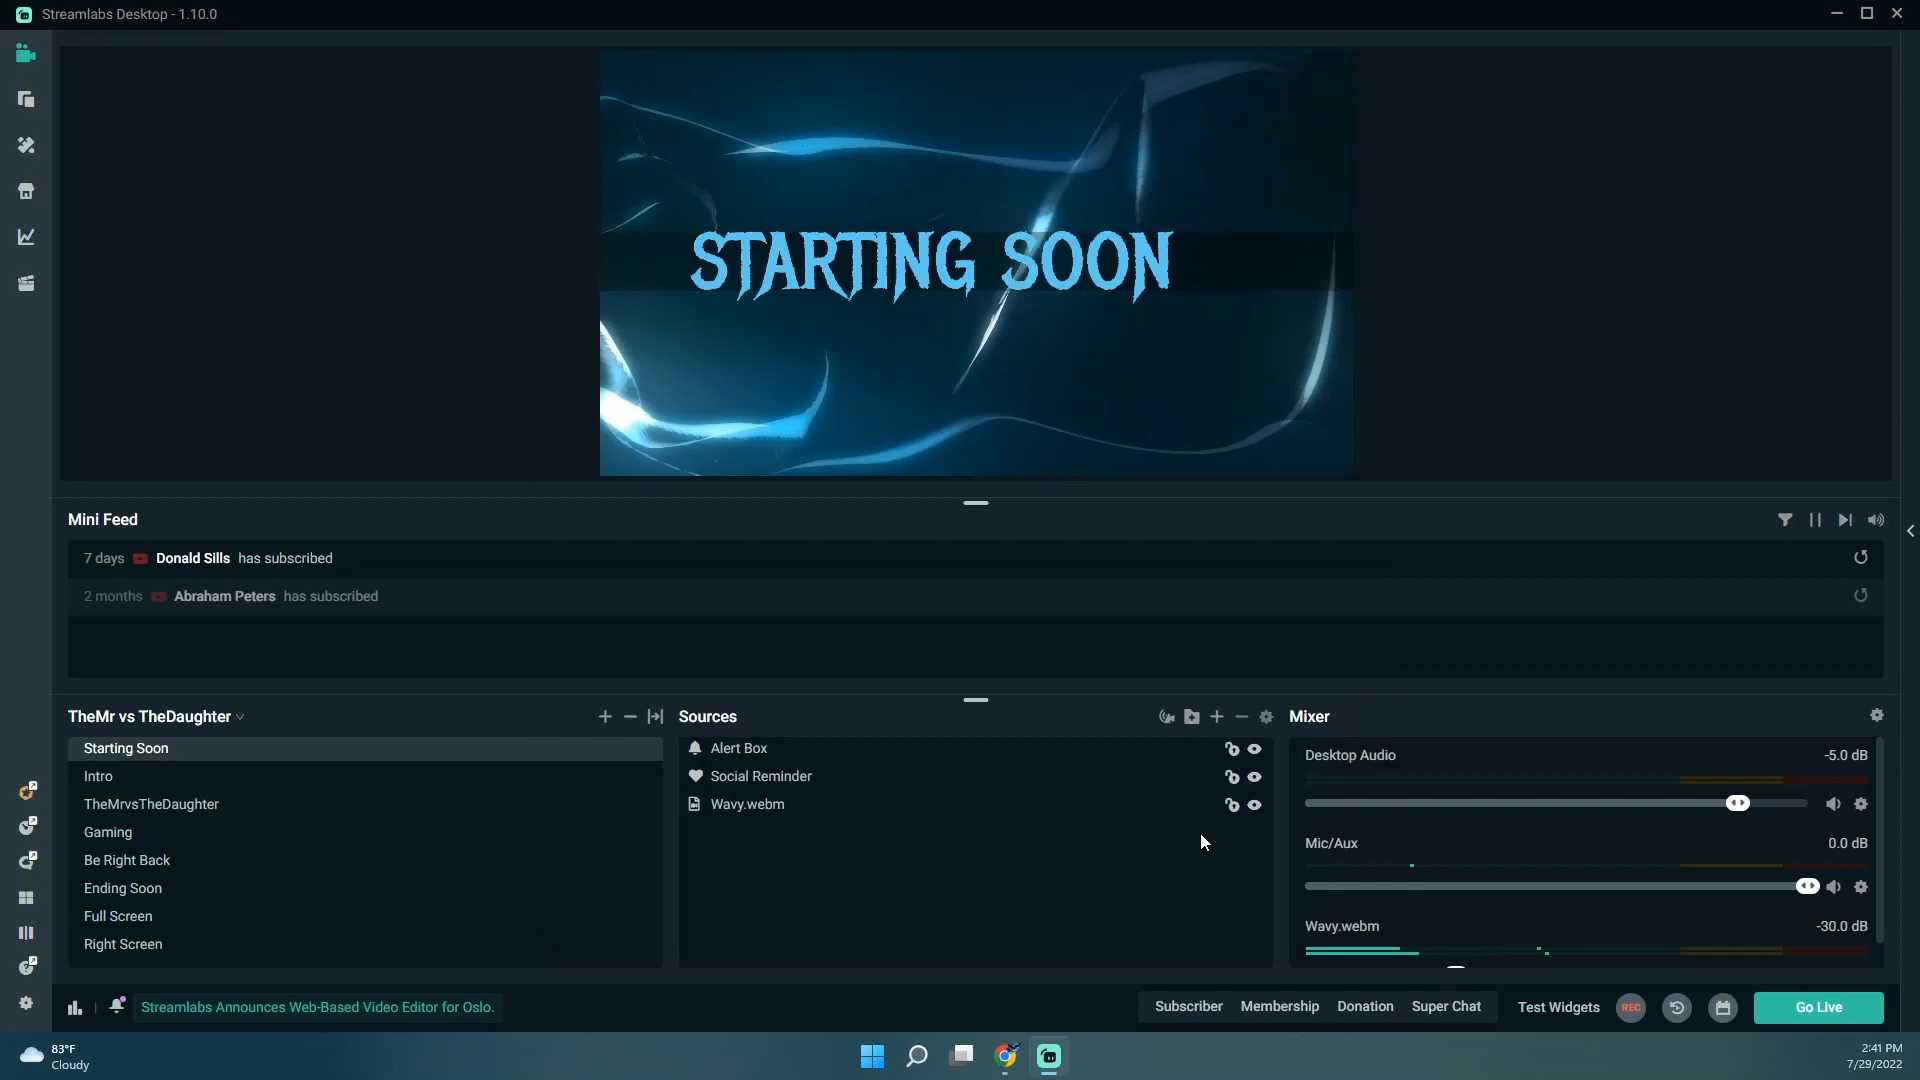 Streamlabs Desktop - 1.10.0
STARTING SOON
Mini Feed
7 days Donald Sills has subscribed
2 months Abraham Peters has subscribed
TheMr vs TheDaughter
Starting Soon
Intro
TheMrvsTheDaughter
Gaming
Be Right Back
Ending Soon
Full Screen
Right Screen
Sources
Alert Box
Social Reminder
Wavy.webm
Mixer
Desktop Audio -5.0 dB
Mic/Aux 0.0 dB
Wavy.webm -30.0 dB
Streamlabs Announces Web-Based Video Editor for Oslo.
Subscriber Membership Donation Super Chat Test Widgets REC Go Live
83°F
Cloudy
2:41 PM
7/29/2022